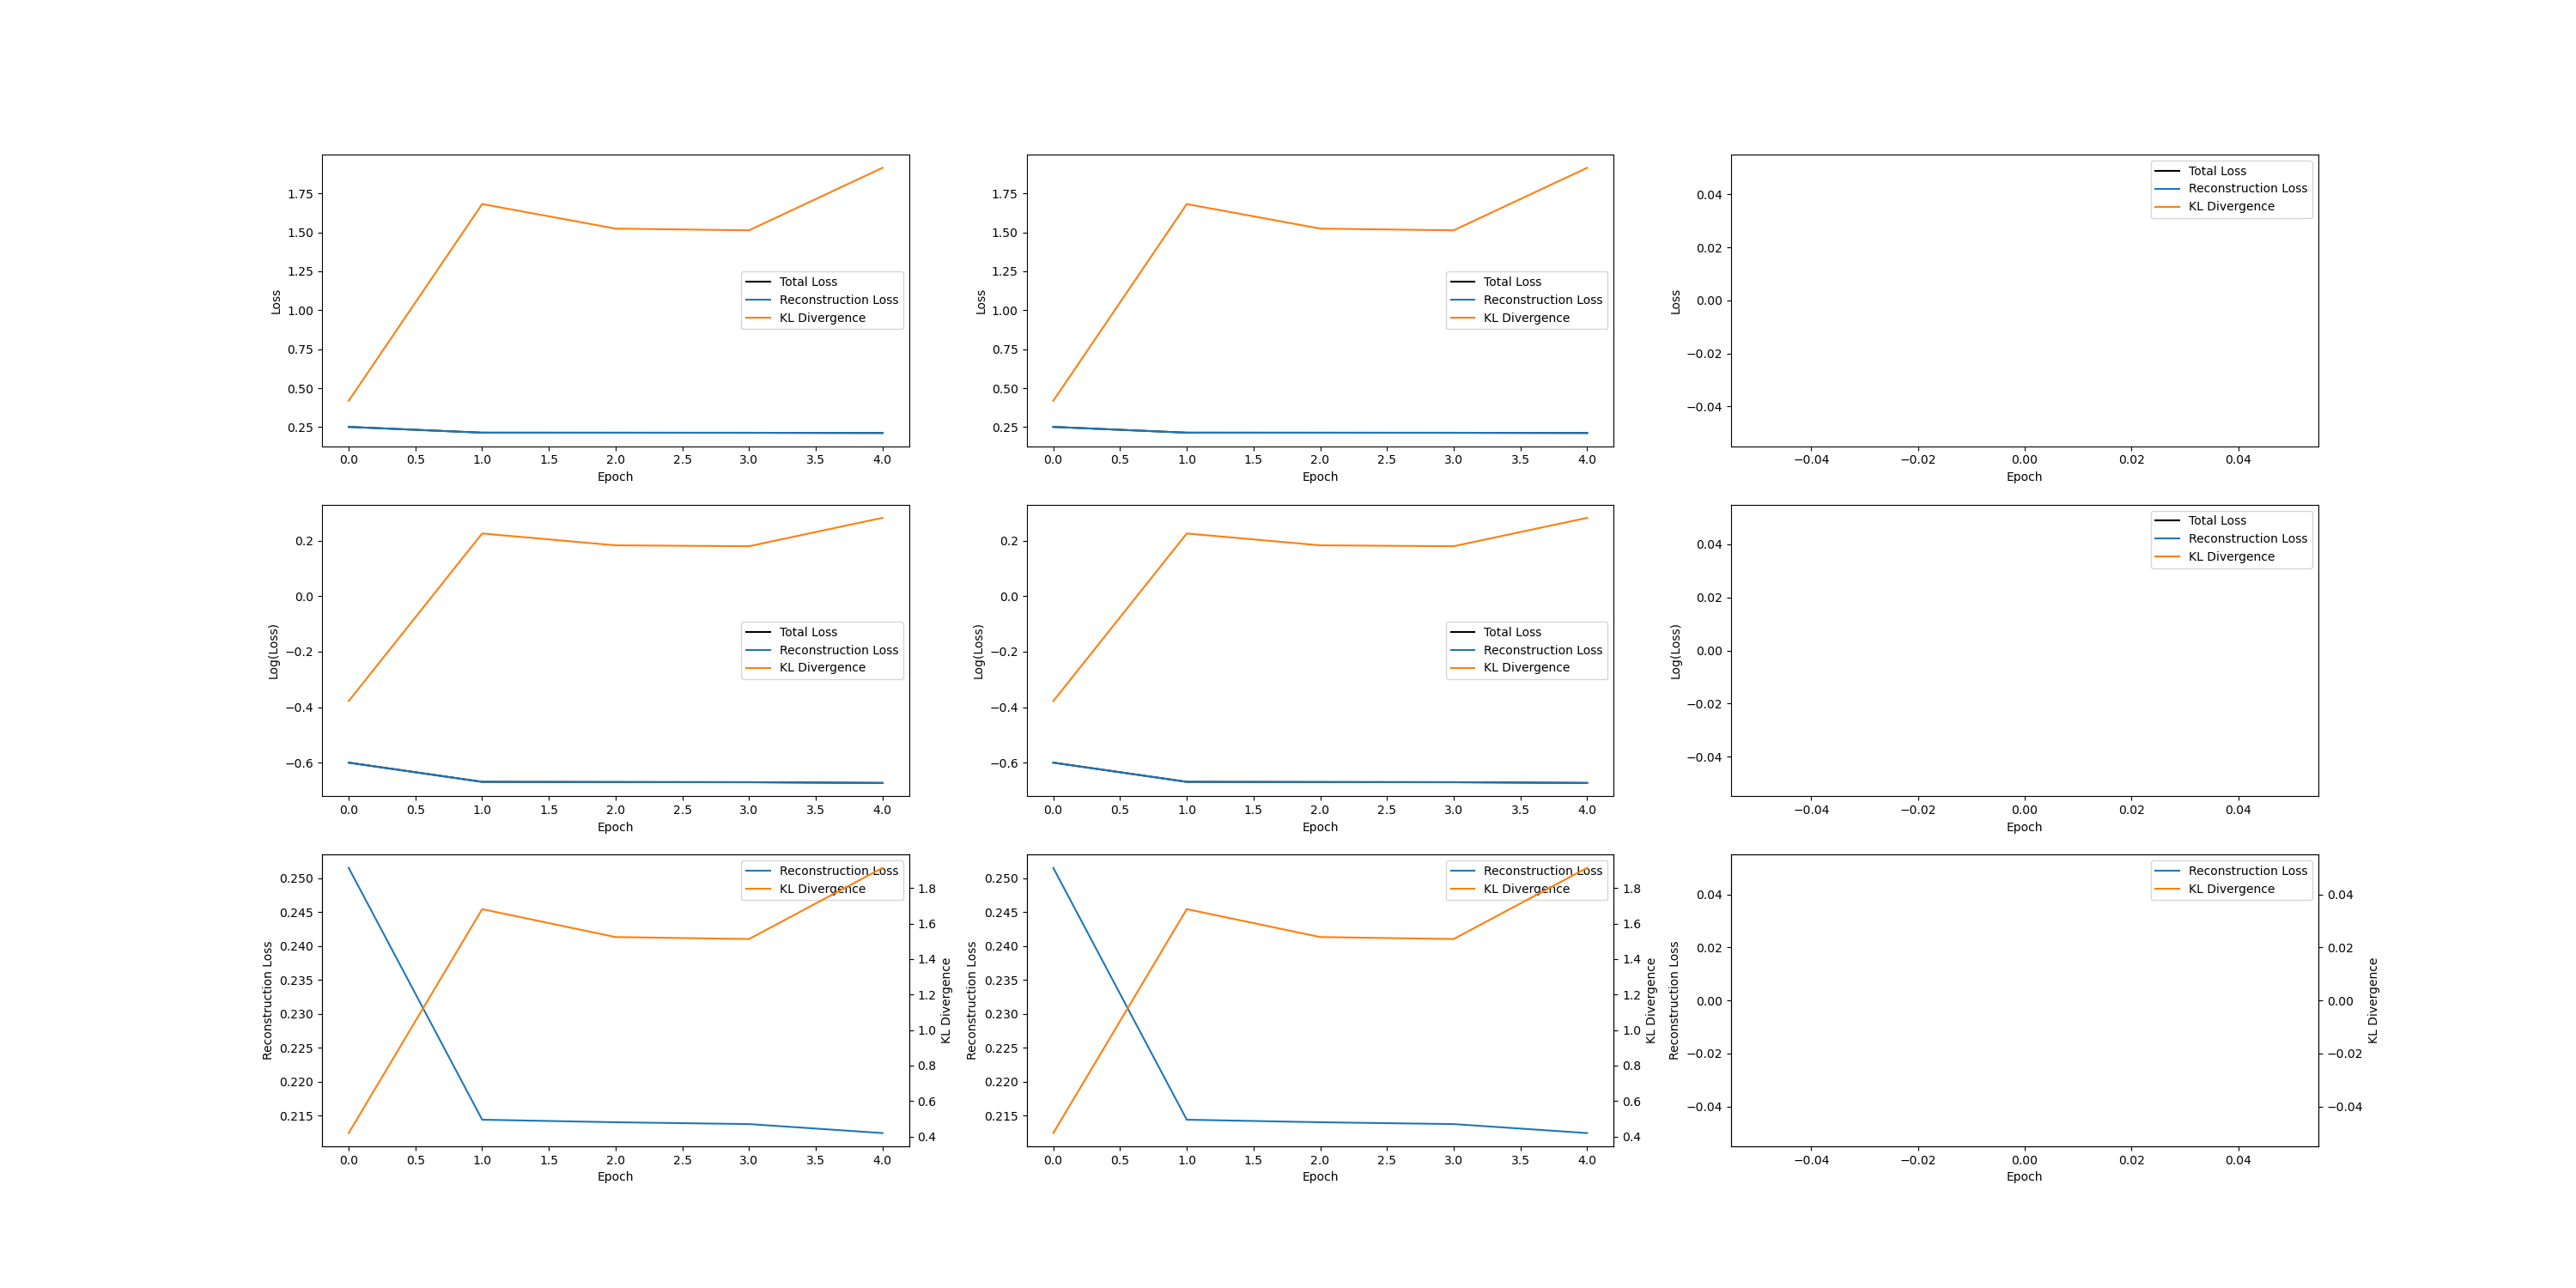 1.75
1.50
1.25
1.00
0.75
0.50
0.25
Loss
Total Loss
Reconstruction Loss
KL Divergence
0.0 0.5 1.0 1.5 2.0 2.5 3.0 3.5 4.0
Epoch
1.75
1.50
1.25
1.00
0.75
0.50
0.25
Loss
Total Loss
Reconstruction Loss
KL Divergence
0.0 0.5 1.0 1.5 2.0 2.5 3.0 3.5 4.0
Epoch
0.04
0.02
0.00
−0.02
−0.04
Loss
Total Loss
Reconstruction Loss
KL Divergence
−0.04 −0.02 0.00 0.02 0.04
Epoch
0.2
0.0
−0.2
−0.4
−0.6
Log(Loss)
Total Loss
Reconstruction Loss
KL Divergence
0.0 0.5 1.0 1.5 2.0 2.5 3.0 3.5 4.0
Epoch
0.2
0.0
−0.2
−0.4
−0.6
Log(Loss)
Total Loss
Reconstruction Loss
KL Divergence
0.0 0.5 1.0 1.5 2.0 2.5 3.0 3.5 4.0
Epoch
0.04
0.02
0.00
−0.02
−0.04
Log(Loss)
Total Loss
Reconstruction Loss
KL Divergence
−0.04 −0.02 0.00 0.02 0.04
Epoch
0.250
0.245
0.240
0.235
0.230
0.225
0.220
0.215
Reconstruction Loss
Reconstruction Loss
KL Divergence
1.8
1.6
1.4
1.2
1.0
0.8
0.6
0.4
KL Divergence
0.0 0.5 1.0 1.5 2.0 2.5 3.0 3.5 4.0
Epoch
0.250
0.245
0.240
0.235
0.230
0.225
0.220
0.215
Reconstruction Loss
Reconstruction Loss
KL Divergence
1.8
1.6
1.4
1.2
1.0
0.8
0.6
0.4
KL Divergence
0.0 0.5 1.0 1.5 2.0 2.5 3.0 3.5 4.0
Epoch
0.04
0.02
0.00
−0.02
−0.04
Reconstruction Loss
Reconstruction Loss
KL Divergence
0.04
0.02
0.00
−0.02
−0.04
KL Divergence
−0.04 −0.02 0.00 0.02 0.04
Epoch